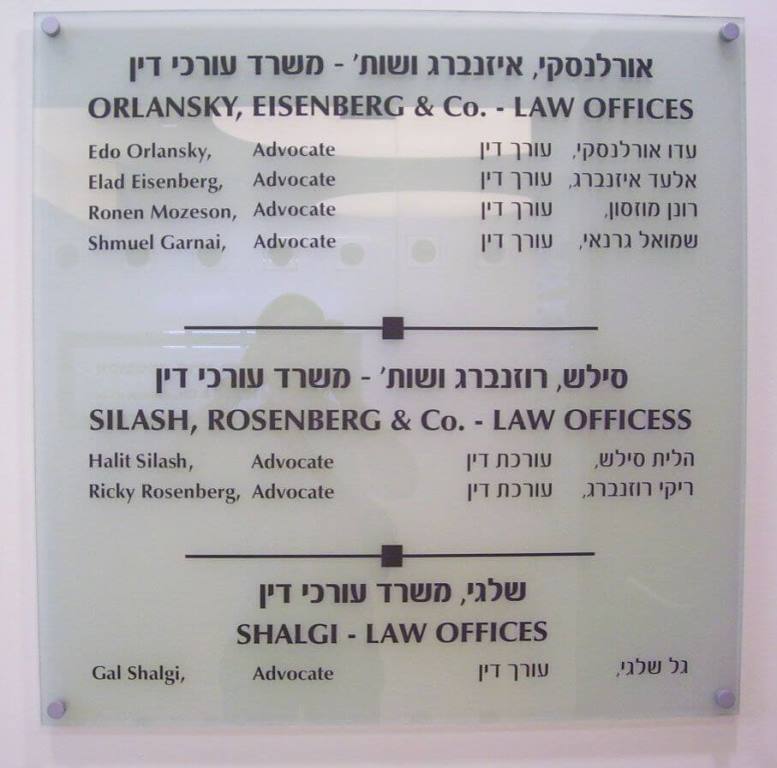 אורלנסקי, איזנברג ושות' - משרד עורכי דין
ORLANSKY, EISENBERG & Co. - LAW OFFICES
Edo Orlansky, Advocate עדו אורלנסקי, עורך דין
Elad Eisenberg, Advocate אלעד איזנברג, עורך דין
Ronen Mozeson, Advocate רונן מוזסון, עורך דין
Shmuel Garnai, Advocate שמואל גרנאי, עורך דין
סילש, רוזנברג ושות' - משרד עורכי דין
SILASH, ROSENBERG & Co. - LAW OFFICESS
Halit Silash, Advocate הלית סילש, עורכת דין
Ricky Rosenberg, Advocate ריקי רוזנברג, עורכת דין
שלגי, משרד עורכי דין
SHALGI - LAW OFFICES
Gal Shalgi, Advocate גל שלגי, עורך דין